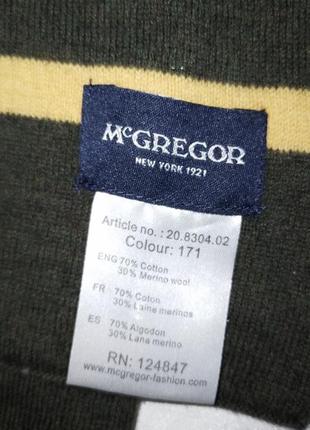 McGREGOR
NEW YORK 1921
Article no. : 20.8304.02
Colour: 171
ENG 70% Cotton
30% Merino wool
FR : 70% Coton
30% Laine merinos
ES : 70% Algodon
30% Lana merino
RN: 124847
www.mcgregor-fashion.com